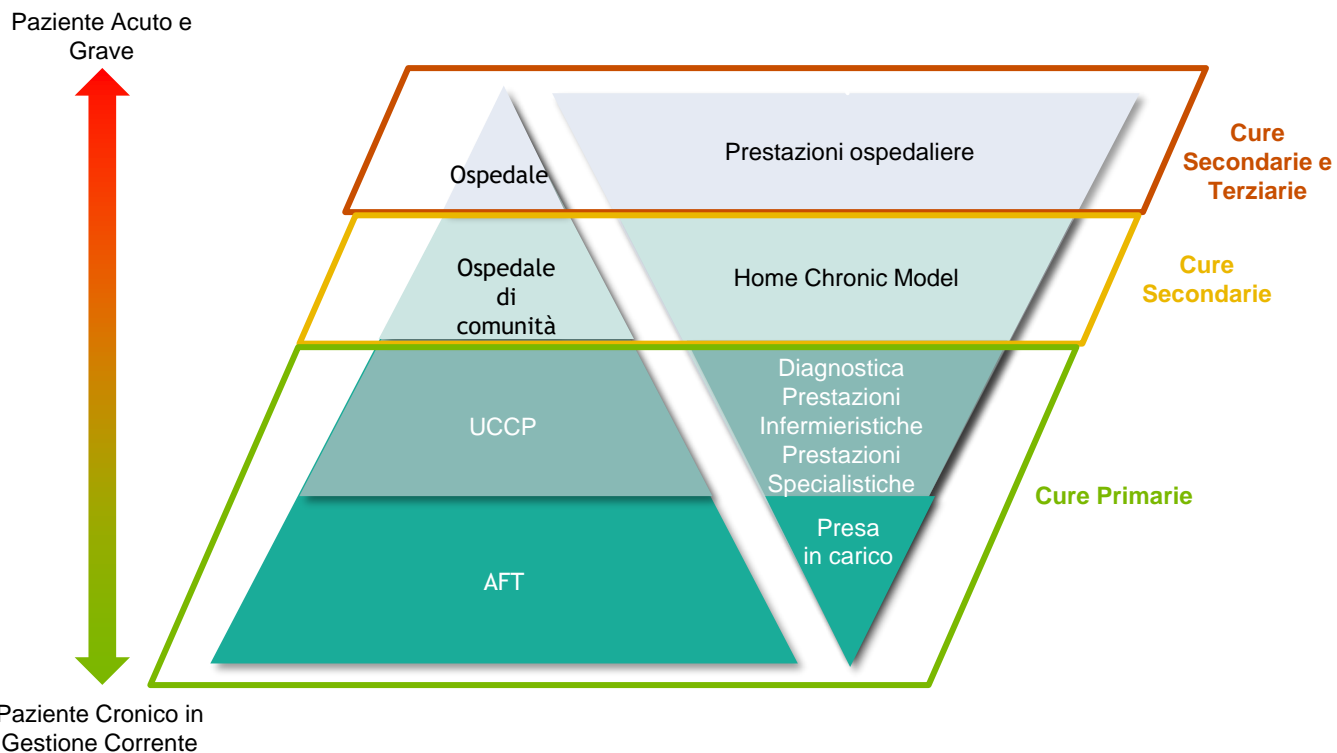 Paziente Acuto e
Grave
Ospedale
Prestazioni ospedaliere
Cure
Secondarie e
Terziarie
Ospedale
di
comunità
Home Chronic Model
Cure
Secondarie
UCCP
Diagnostica
Prestazioni
Infermieristiche
Prestazioni
Specialistiche
Cure Primarie
AFT
Presa
in carico
Paziente Cronico in
Gestione Corrente